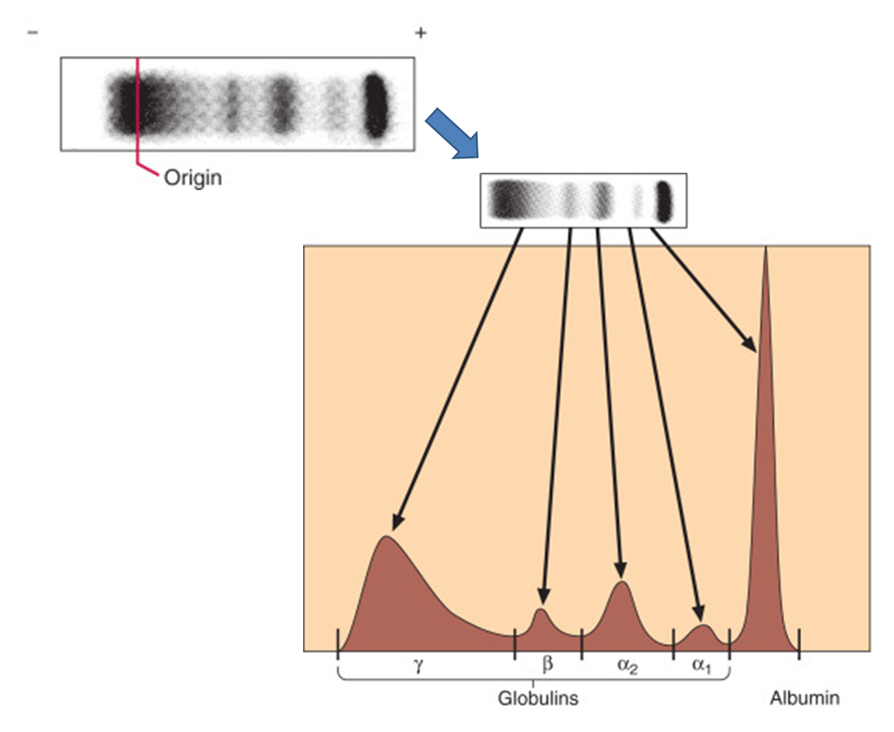 − +
Origin
γ β α₂ α₁
Globulins Albumin